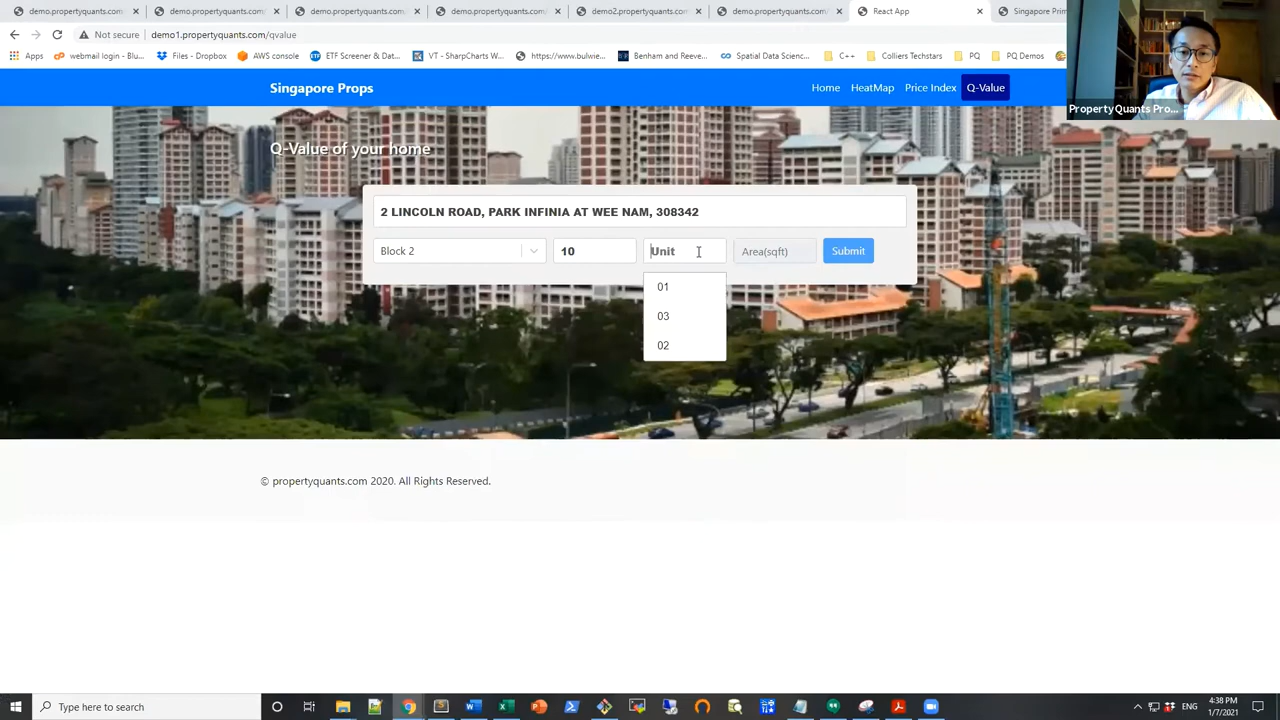 demo.propertyquants.com
demo.propertyquants.com
demo.propertyquants.com/
demo.propertyquants.com/
demo2.propertyquants.com
demo.propertyquants.com/
React App
Singapore Prim
Not secure
demo1.propertyquants.com/qvalue
Apps
webmail login - Blu...
Files - Dropbox
AWS console
ETF Screener & Dat...
VT - SharpCharts W...
https://www.bulwie...
Benham and Reeve...
Spatial Data Scienc...
C++
Colliers Techstars
PQ
PQ Demos
PropertyQuants Pro...
Singapore Props
Home
HeatMap
Price Index
Q-Value
Q-Value of your home
2 LINCOLN ROAD, PARK INFINIA AT WEE NAM, 308342
Block 2
10
Unit
Area(sqft)
Submit
01
03
02
© propertyquants.com 2020. All Rights Reserved.
Type here to search
ENG
4:38 PM
1/7/2021